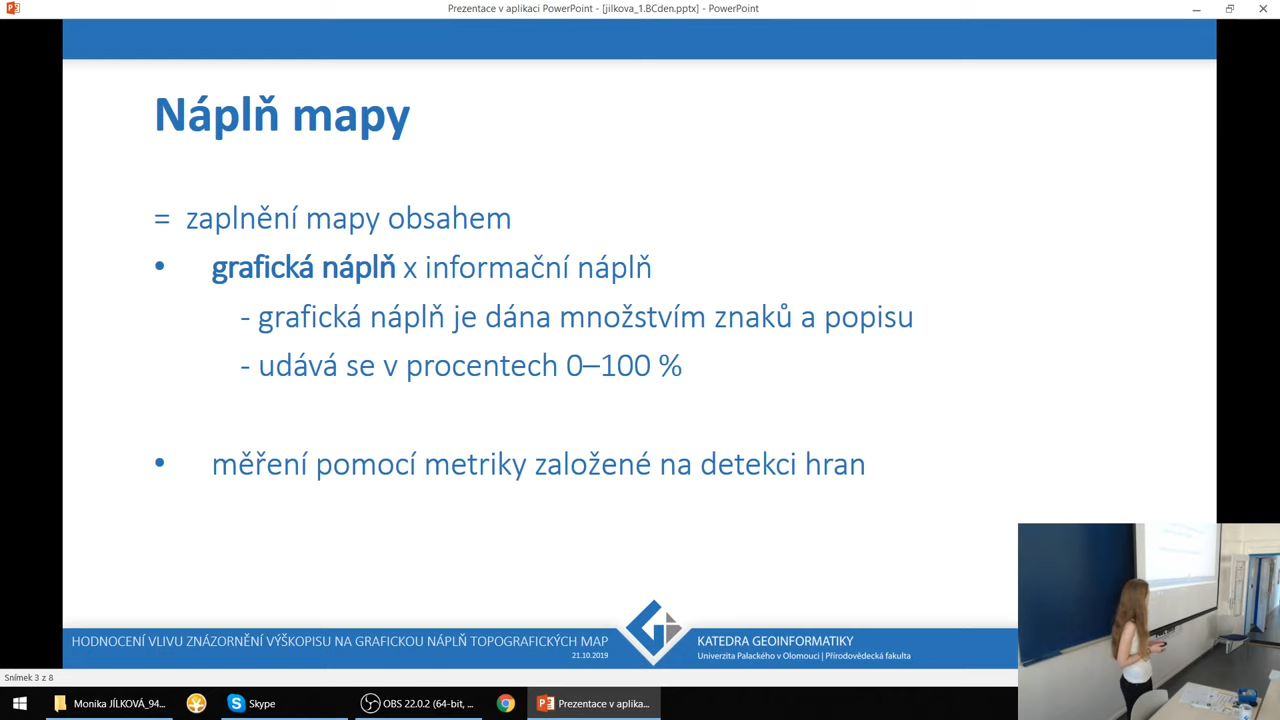 Prezentace v aplikaci PowerPoint - [jilkova_1.BCden.pptx] - PowerPoint
Náplň mapy
= zaplnění mapy obsahem
• grafická náplň x informační náplň
- grafická náplň je dána množstvím znaků a popisu
- udává se v procentech 0–100 %
• měření pomocí metriky založené na detekci hran
HODNOCENÍ VLIVU ZNÁZORNĚNÍ VÝŠKOPISU NA GRAFICKOU NÁPLŇ TOPOGRAFICKÝCH MAP
21.10.2019
KATEDRA GEOINFORMATIKY
Univerzita Palackého v Olomouci | Přírodovědecká fakulta
Snímek 3 z 8
Monika JÍLKOVÁ_94...
Skype
OBS 22.0.2 (64-bit, ...
Prezentace v aplika...